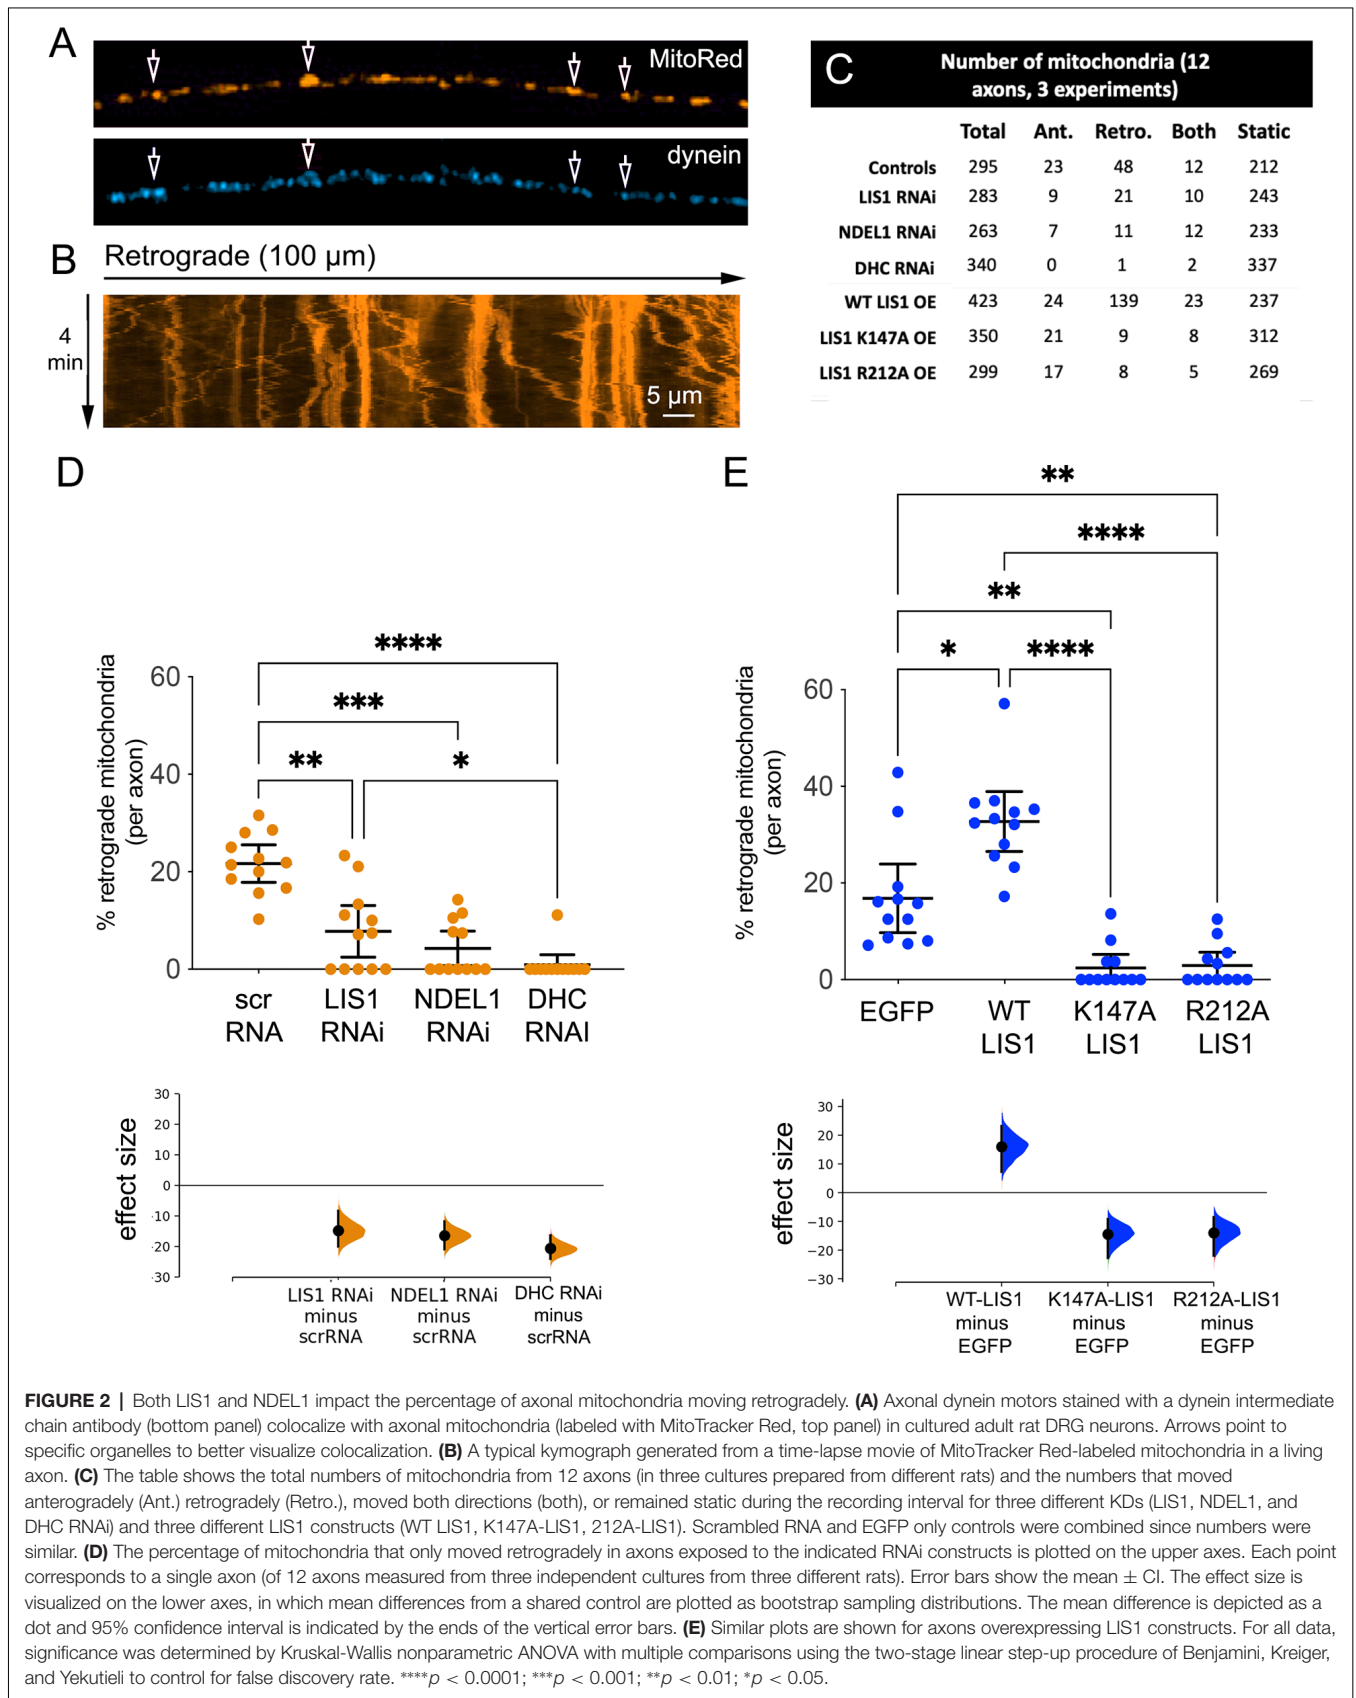 A
MitoRed
dynein
B
Retrograde (100 µm)
4
min
5 µm
C
Number of mitochondria (12
axons, 3 experiments)
Total Ant. Retro. Both Static
Controls 295 23 48 12 212
LIS1 RNAi 283 9 21 10 243
NDEL1 RNAi 263 7 11 12 233
DHC RNAi 340 0 1 2 337
WT LIS1 OE 423 24 139 23 237
LIS1 K147A OE 350 21 9 8 312
LIS1 R212A OE 299 17 8 5 269
D
% retrograde mitochondria
(per axon)
60
40
20
0
****
***
**
*
scr
RNA
LIS1
RNAi
NDEL1
RNAi
DHC
RNAI
effect size
30
20
10
0
-10
-20
-30
LIS1 RNAi
minus
scrRNA
NDEL1 RNAi
minus
scrRNA
DHC RNAi
minus
scrRNA
E
% retrograde mitochondria
(per axon)
60
40
20
0
**
****
**
*
****
EGFP
WT
LIS1
K147A
LIS1
R212A
LIS1
effect size
30
20
10
0
−10
−20
−30
WT-LIS1
minus
EGFP
K147A-LIS1
minus
EGFP
R212A-LIS1
minus
EGFP
FIGURE 2 | Both LIS1 and NDEL1 impact the percentage of axonal mitochondria moving retrogradely. (A) Axonal dynein motors stained with a dynein intermediate
chain antibody (bottom panel) colocalize with axonal mitochondria (labeled with MitoTracker Red, top panel) in cultured adult rat DRG neurons. Arrows point to
specific organelles to better visualize colocalization. (B) A typical kymograph generated from a time-lapse movie of MitoTracker Red-labeled mitochondria in a living
axon. (C) The table shows the total numbers of mitochondria from 12 axons (in three cultures prepared from different rats) and the numbers that moved
anterogradely (Ant.) retrogradely (Retro.), moved both directions (both), or remained static during the recording interval for three different KDs (LIS1, NDEL1, and
DHC RNAi) and three different LIS1 constructs (WT LIS1, K147A-LIS1, 212A-LIS1). Scrambled RNA and EGFP only controls were combined since numbers were
similar. (D) The percentage of mitochondria that only moved retrogradely in axons exposed to the indicated RNAi constructs is plotted on the upper axes. Each point
corresponds to a single axon (of 12 axons measured from three independent cultures from three different rats). Error bars show the mean ± CI. The effect size is
visualized on the lower axes, in which mean differences from a shared control are plotted as bootstrap sampling distributions. The mean difference is depicted as a
dot and 95% confidence interval is indicated by the ends of the vertical error bars. (E) Similar plots are shown for axons overexpressing LIS1 constructs. For all data,
significance was determined by Kruskal-Wallis nonparametric ANOVA with multiple comparisons using the two-stage linear step-up procedure of Benjamini, Kreiger,
and Yekutieli to control for false discovery rate. ****p < 0.0001; ***p < 0.001; **p < 0.01; *p < 0.05.